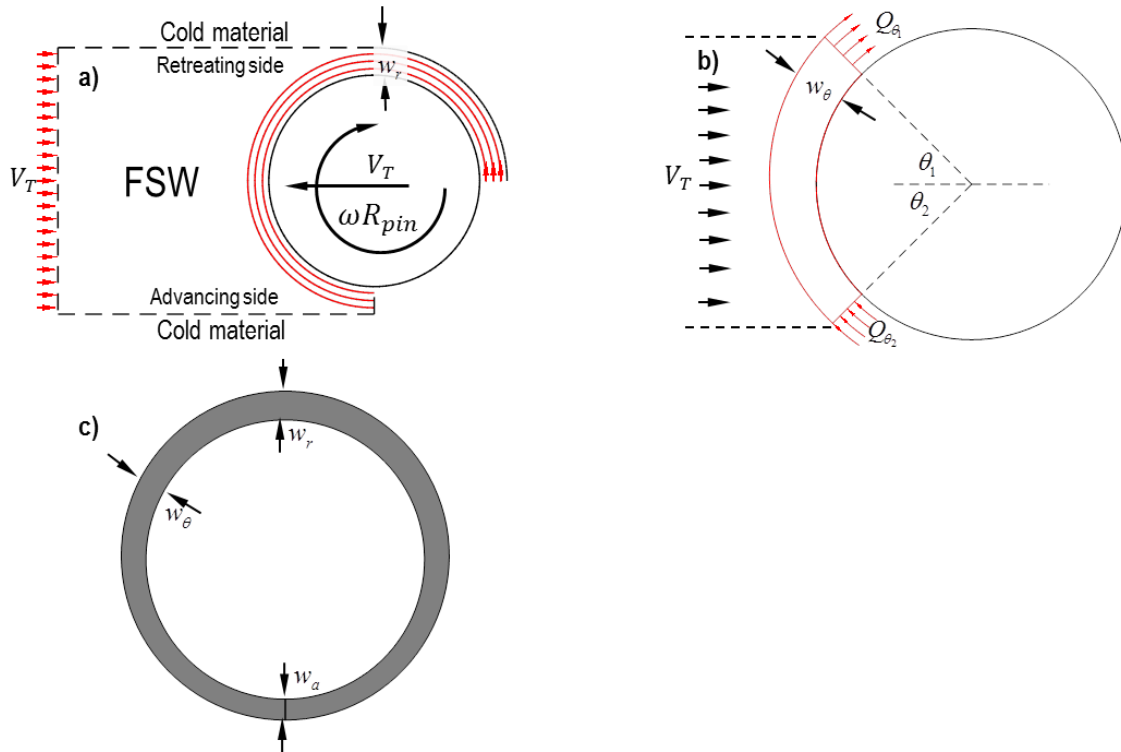 Cold material
Retreating side
a)
w_r
V_T
FSW
V_T
ωR_pin
Advancing side
Cold material
b)
Q_θ₁
w_θ
V_T
θ₁
θ₂
Q_θ₂
c)
w_r
w_θ
w_a